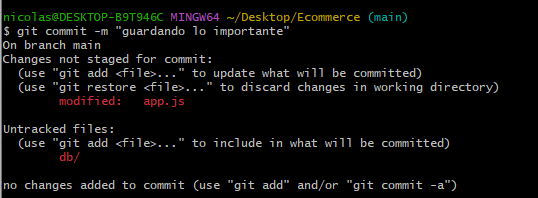 nicolas@DESKTOP-B9T946C MINGW64 ~/Desktop/Ecommerce (main)
$ git commit -m "guardando lo importante"
On branch main
Changes not staged for commit:
  (use "git add <file>..." to update what will be committed)
  (use "git restore <file>..." to discard changes in working directory)
        modified:   app.js

Untracked files:
  (use "git add <file>..." to include in what will be committed)
        db/

no changes added to commit (use "git add" and/or "git commit -a")